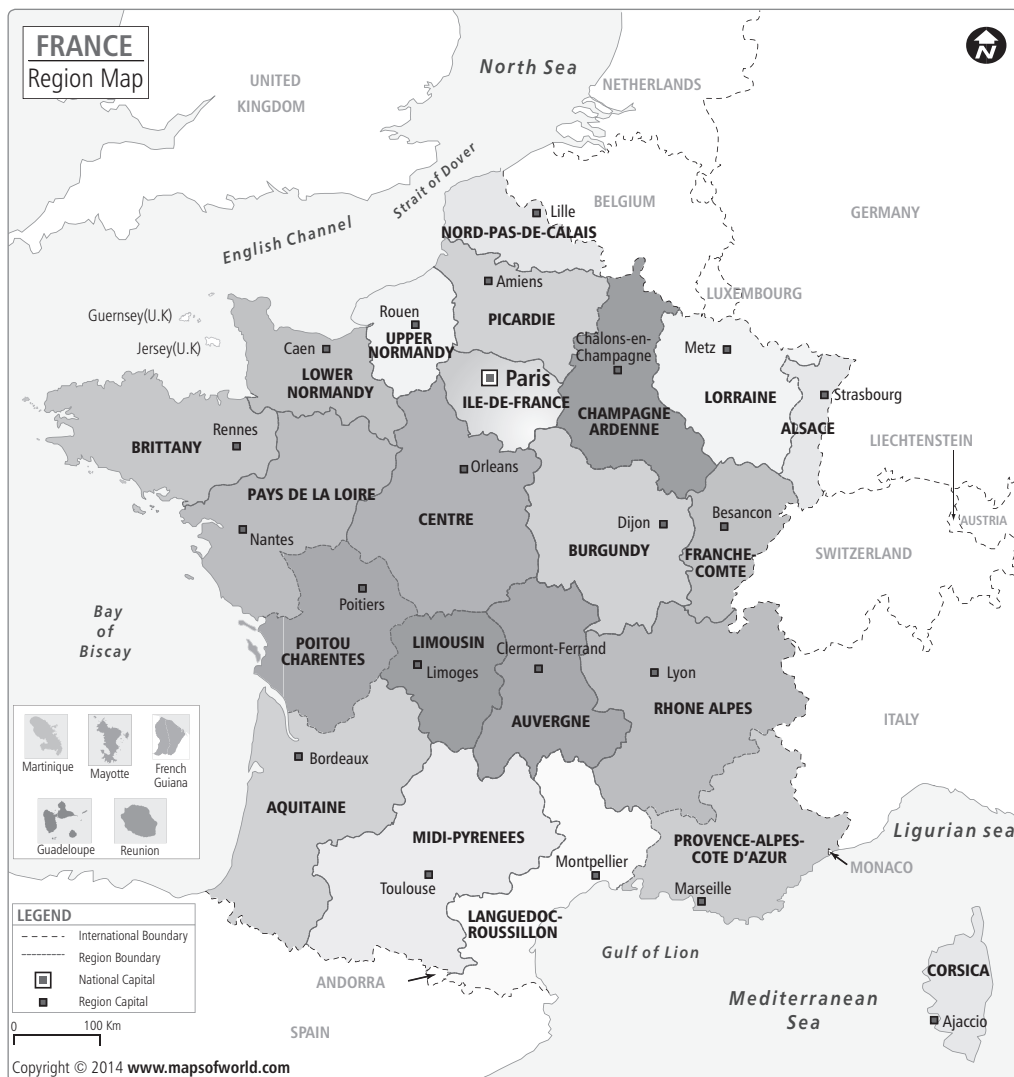 FRANCE
Region Map
N
North Sea
UNITED
KINGDOM
NETHERLANDS
Strait of Dover
BELGIUM
GERMANY
Lille
NORD-PAS-DE-CALAIS
English Channel
Amiens
PICARDIE
LUXEMBOURG
Guernsey(U.K)
Jersey(U.K)
Rouen
UPPER
NORMANDY
Caen
LOWER
NORMANDY
Châlons-en-
Champagne
Metz
Paris
ILE-DE-FRANCE
CHAMPAGNE
ARDENNE
LORRAINE
Strasbourg
ALSACE
Rennes
BRITTANY
LIECHTENSTEIN
Orleans
PAYS DE LA LOIRE
CENTRE
Nantes
Dijon
BURGUNDY
Besancon
FRANCHE-
COMTE
AUSTRIA
SWITZERLAND
Bay
of
Biscay
Poitiers
POITOU
CHARENTES
LIMOUSIN
Limoges
Clermont-Ferrand
AUVERGNE
Lyon
RHONE ALPES
ITALY
Martinique
Mayotte
French
Guiana
Guadeloupe
Reunion
Bordeaux
AQUITAINE
MIDI-PYRENEES
Toulouse
Montpellier
PROVENCE-ALPES-
COTE D'AZUR
Marseille
Ligurian sea
MONACO
LANGUEDOC-
ROUSSILLON
Gulf of Lion
ANDORRA
SPAIN
Mediterranean
Sea
CORSICA
Ajaccio
LEGEND
International Boundary
Region Boundary
National Capital
Region Capital
0 100 Km
Copyright © 2014 www.mapsofworld.com